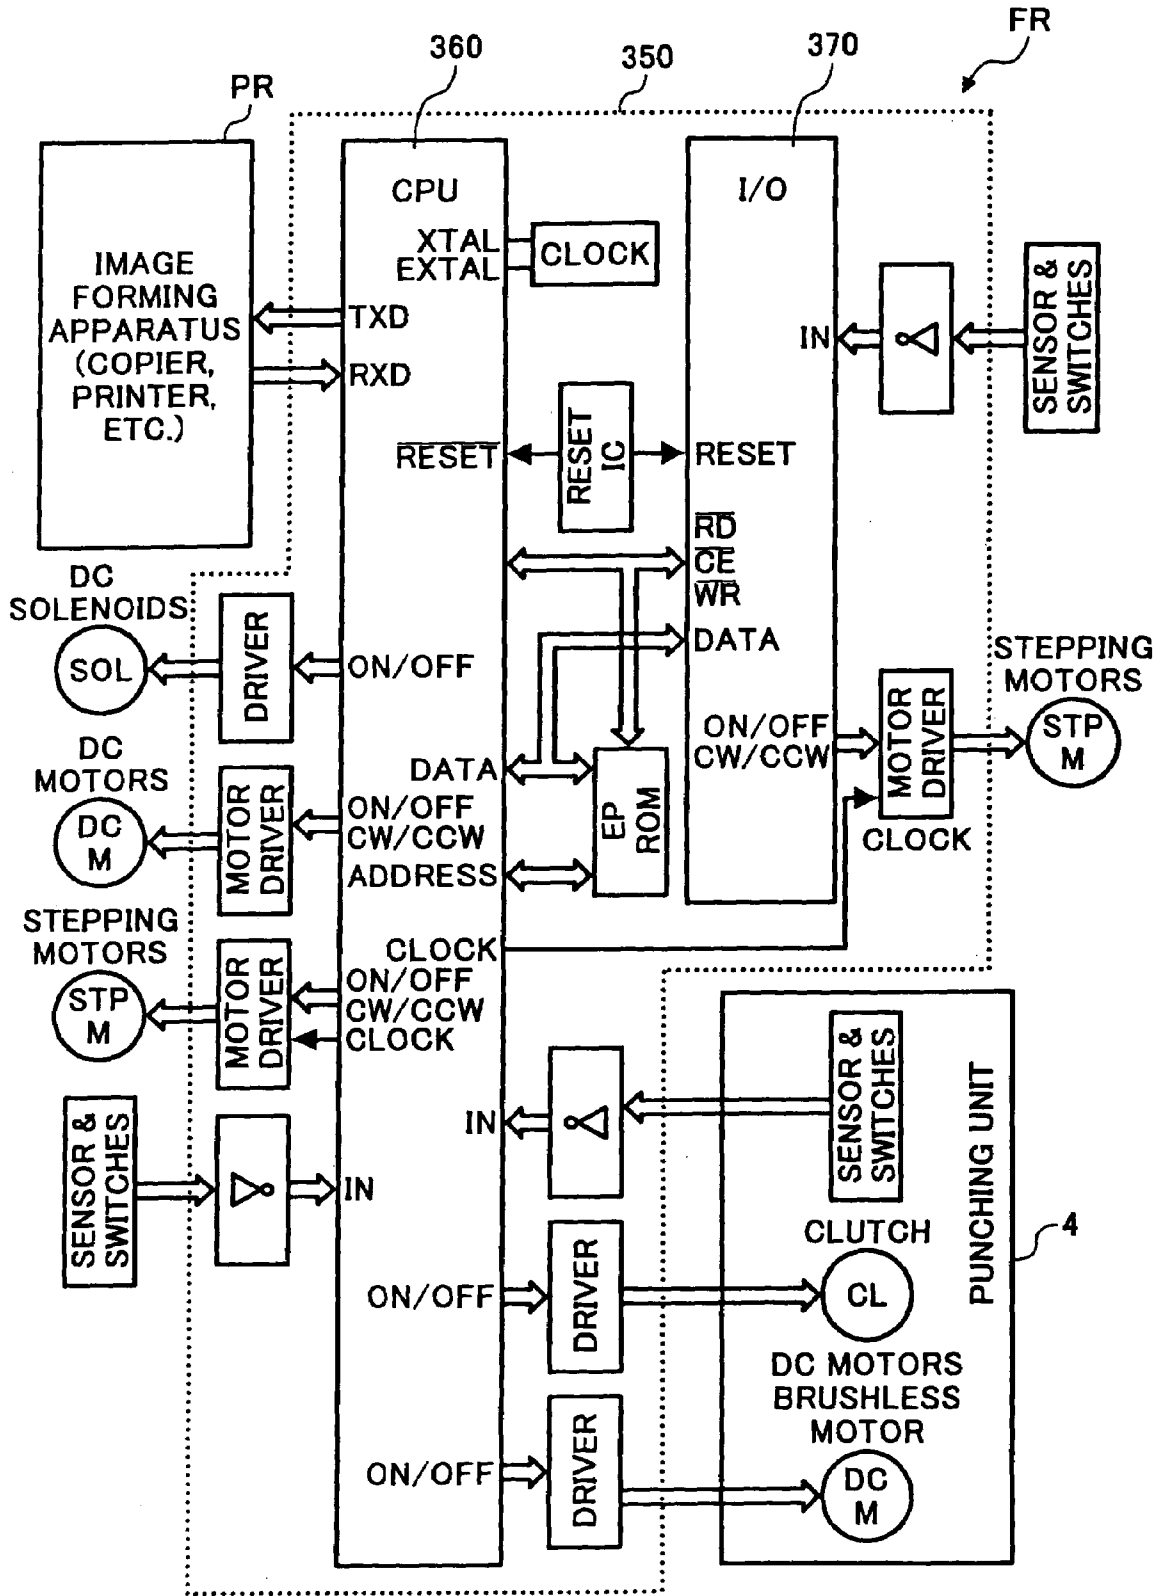 FR
360
350
370
PR
CPU
I/O
XTAL
EXTAL
CLOCK
IMAGE
FORMING
APPARATUS
(COPIER,
PRINTER,
ETC.)
TXD
RXD
IN
SENSOR &
SWITCHES
RESET
RESET
IC
RESET
RD
CE
WR
DATA
DC
SOLENOIDS
SOL
DRIVER
ON/OFF
STEPPING
MOTORS
STP
M
MOTOR
DRIVER
ON/OFF
CW/CCW
CLOCK
DC
MOTORS
DC
M
MOTOR
DRIVER
DATA
ON/OFF
CW/CCW
ADDRESS
EP
ROM
CLOCK
STEPPING
MOTORS
STP
M
MOTOR
DRIVER
ON/OFF
CW/CCW
CLOCK
SENSOR &
SWITCHES
IN
IN
SENSOR &
SWITCHES
PUNCHING UNIT
4
ON/OFF
DRIVER
CLUTCH
CL
DC MOTORS
BRUSHLESS
MOTOR
ON/OFF
DRIVER
DC
M